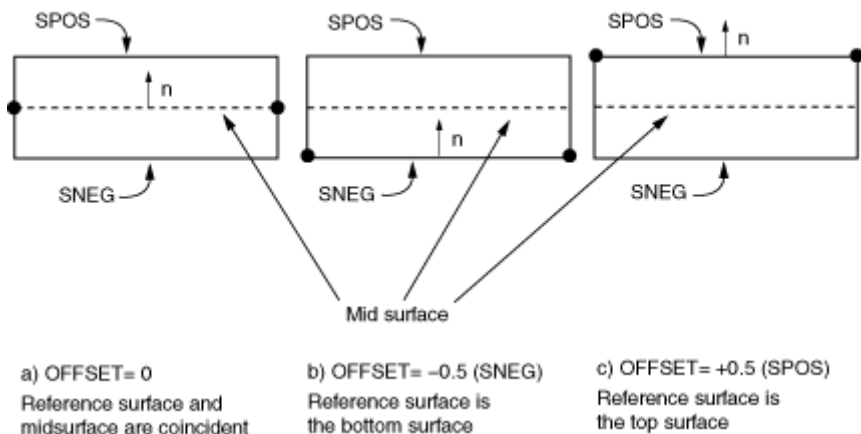 SPOS
SPOS
SPOS
n
n
n
SNEG
SNEG
SNEG
Mid surface
a) OFFSET= 0
Reference surface and
midsurface are coincident
b) OFFSET= −0.5 (SNEG)
Reference surface is
the bottom surface
c) OFFSET= +0.5 (SPOS)
Reference surface is
the top surface